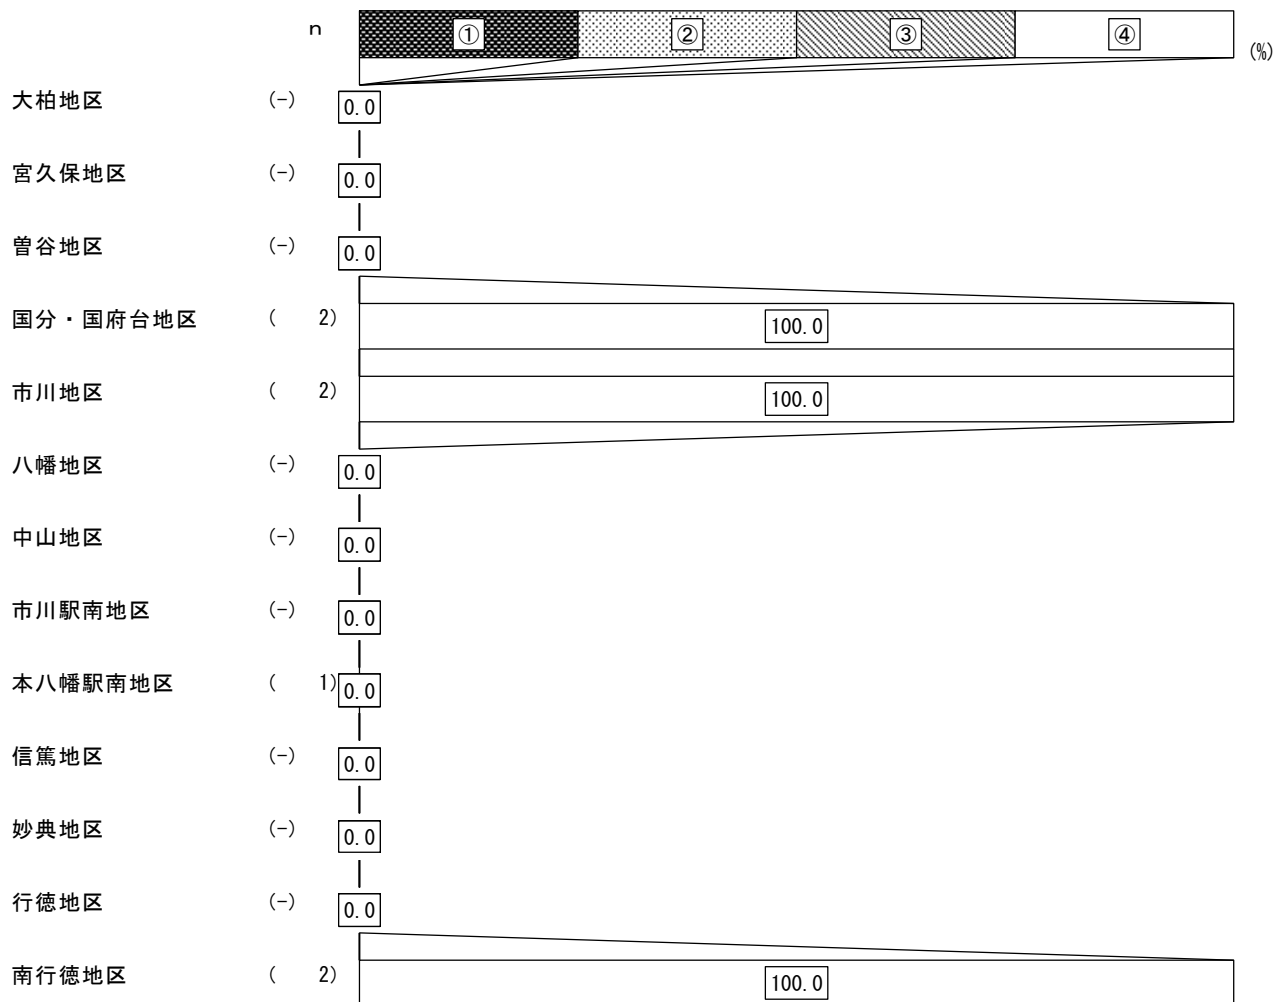 n ① ② ③ ④ (%)
大柏地区 (-) 0.0
宮久保地区 (-) 0.0
曽谷地区 (-) 0.0
国分・国府台地区 ( 2) 100.0
市川地区 ( 2) 100.0
八幡地区 (-) 0.0
中山地区 (-) 0.0
市川駅南地区 (-) 0.0
本八幡駅南地区 ( 1) 0.0
信篤地区 (-) 0.0
妙典地区 (-) 0.0
行徳地区 (-) 0.0
南行徳地区 ( 2) 100.0